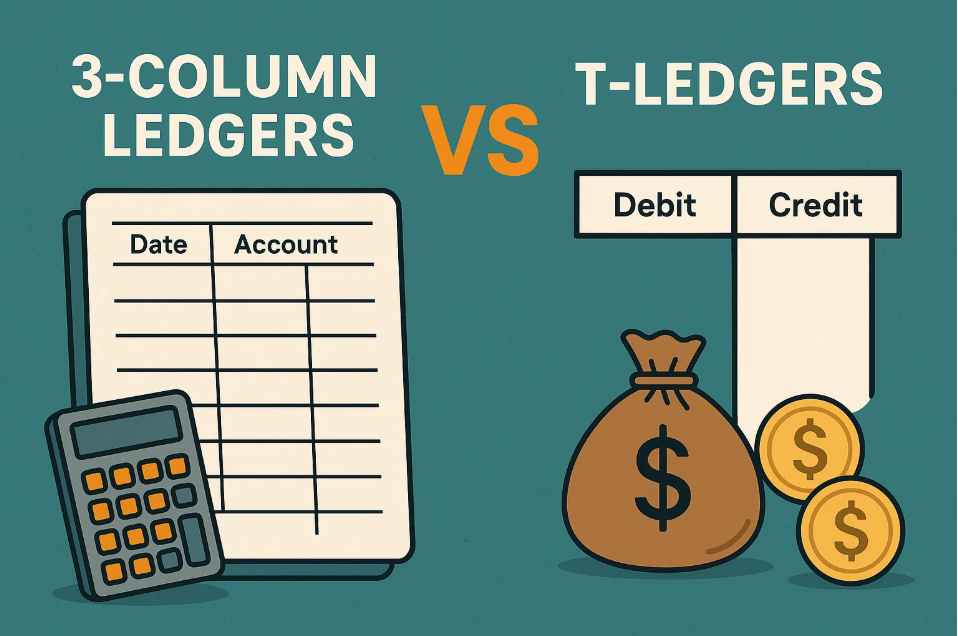 3-COLUMN
LEDGERS
VS
T-LEDGERS
Date Account
Debit Credit
$
$
$